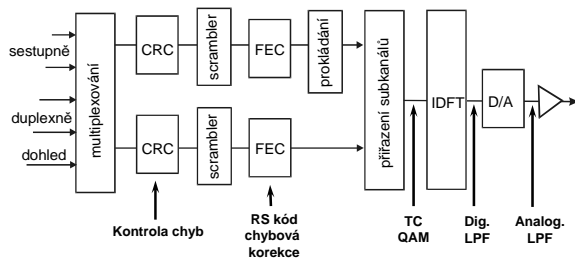 sestupně
duplexně
dohled
multiplexování
CRC
scrambler
FEC
prokládání
CRC
scrambler
FEC
přiřazení subkanálů
IDFT
D/A
Kontrola chyb
RS kód
chybová
korekce
TC
QAM
Dig.
LPF
Analog.
LPF